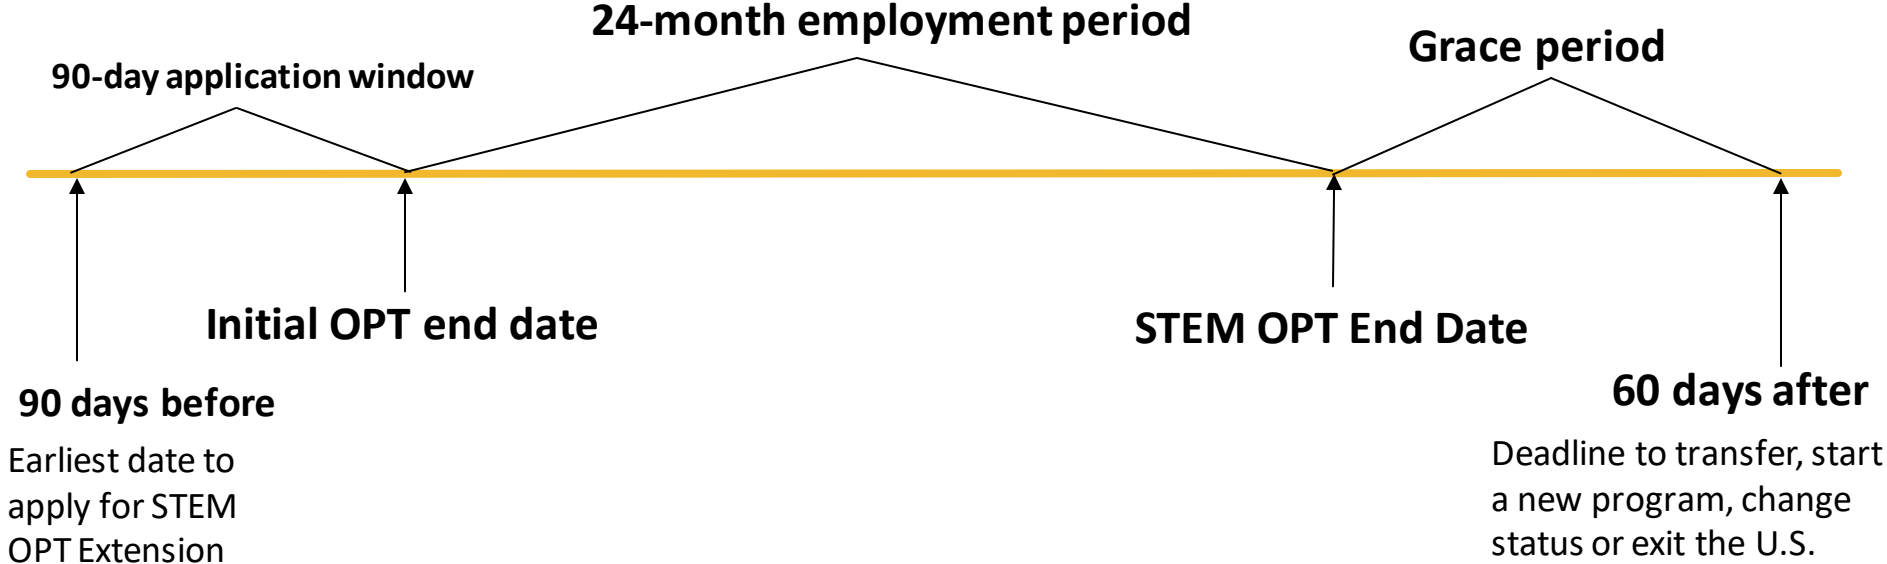 24-month employment period
Grace period
90-day application window
Initial OPT end date
STEM OPT End Date
90 days before
Earliest date to
apply for STEM
OPT Extension
60 days after
Deadline to transfer, start
a new program, change
status or exit the U.S.